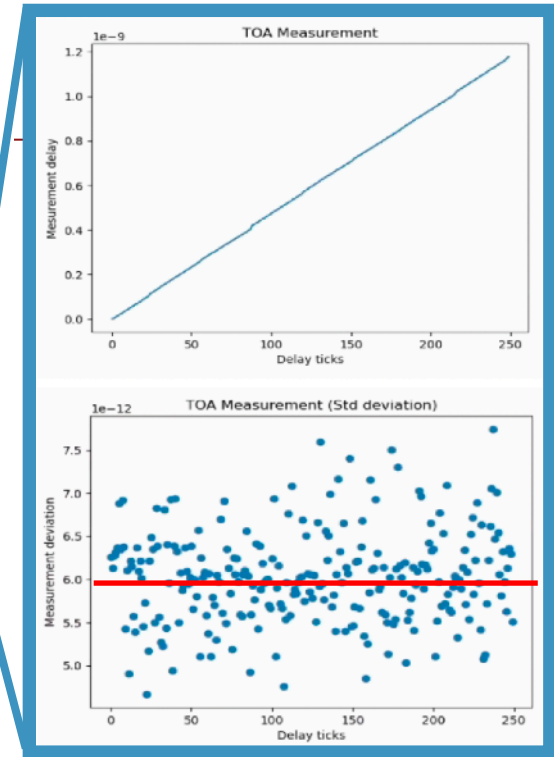 TOA Measurement
1e−9
1.2
1.0
0.8
0.6
0.4
0.2
0.0
Mesurement delay
0 50 100 150 200 250
Delay ticks
TOA Measurement (Std deviation)
1e−12
7.5
7.0
6.5
6.0
5.5
5.0
Measurement deviation
0 50 100 150 200 250
Delay ticks